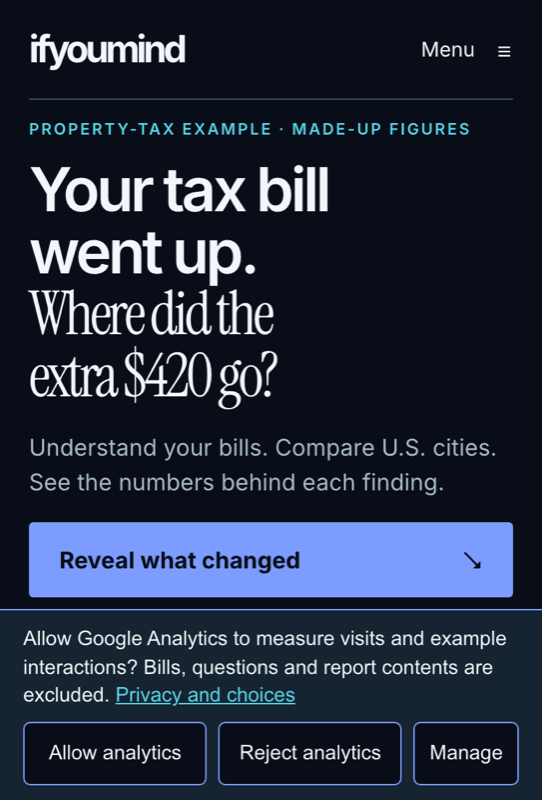 ifyoumind
Menu ≡
PROPERTY-TAX EXAMPLE · MADE-UP FIGURES
Your tax bill
went up.
Where did the
extra $420 go?
Understand your bills. Compare U.S. cities.
See the numbers behind each finding.
Reveal what changed ↘
Allow Google Analytics to measure visits and example
interactions? Bills, questions and report contents are
excluded. Privacy and choices
Allow analytics Reject analytics Manage